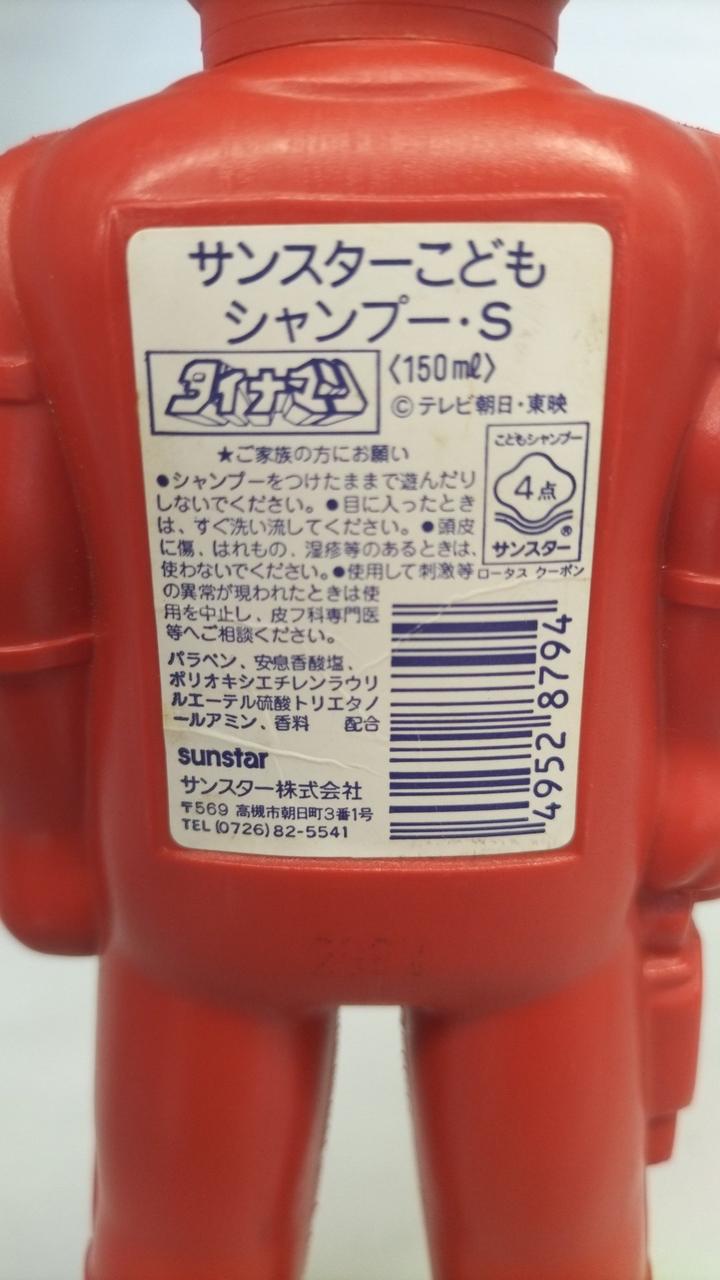 サンスターこども
シャンプー・S
ダイナマン
〈150mℓ〉
©テレビ朝日・東映
★ご家族の方にお願い
●シャンプーをつけたままで遊んだり
しないでください。●目に入ったとき
は、すぐ洗い流してください。●頭皮
に傷、はれもの、湿疹等のあるときは、
使わないでください。●使用して刺激等
の異常が現われたときは使
用を中止し、皮フ科専門医
等へご相談ください。
こどもシャンプー
4点
®
サンスター
ロータス クーポン
パラベン、安息香酸塩、
ポリオキシエチレンラウリ
ルエーテル硫酸トリエタノ
ールアミン、香料 配合
sunstar
サンスター株式会社
〒569 高槻市朝日町3番1号
TEL (0726)82-5541
4952 8794